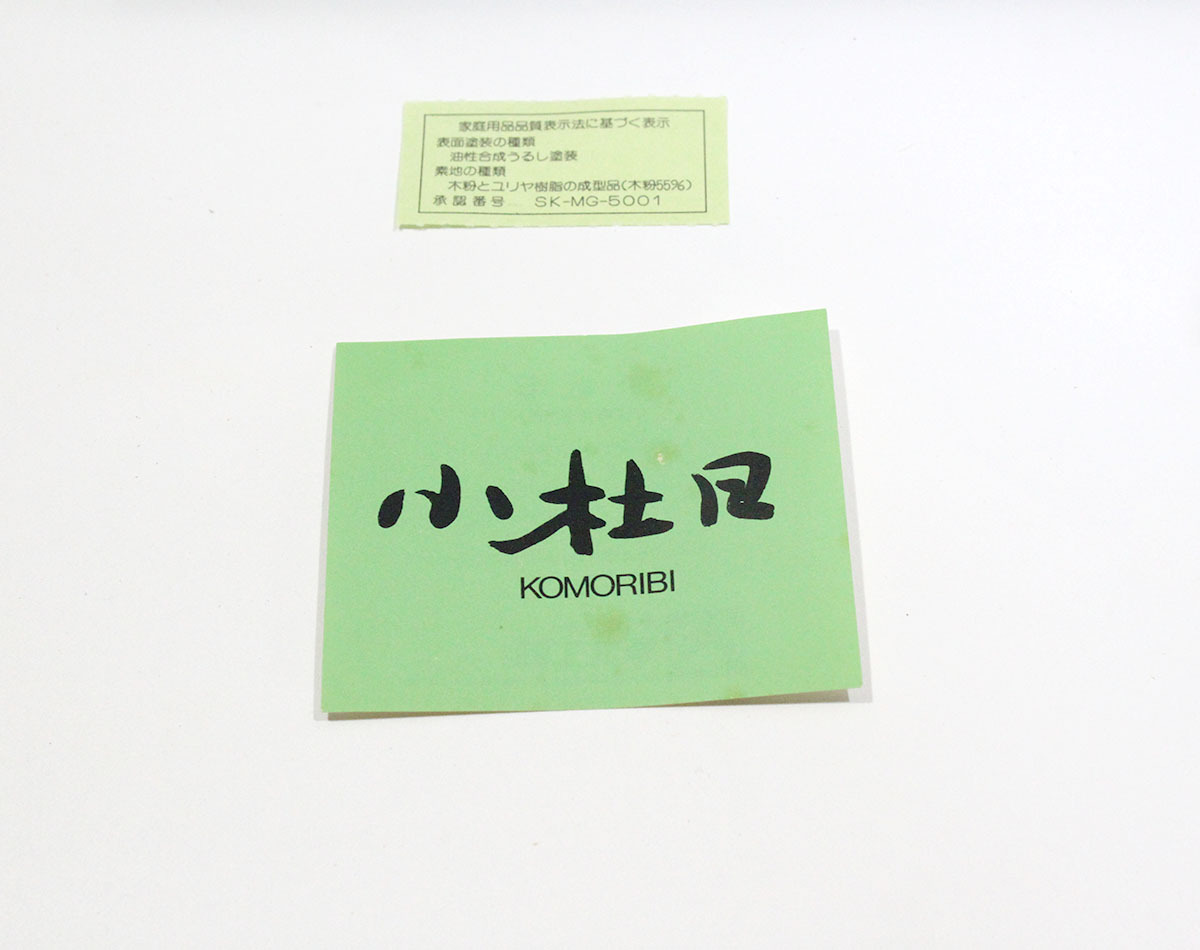 家庭用品品質表示法に基づく表示
表面塗装の種類
油性合成うるし塗装
素地の種類
木粉とユリヤ樹脂の成型品(木粉55%)
承認番号 SK-MG-5001
小杜日
KOMORIBI